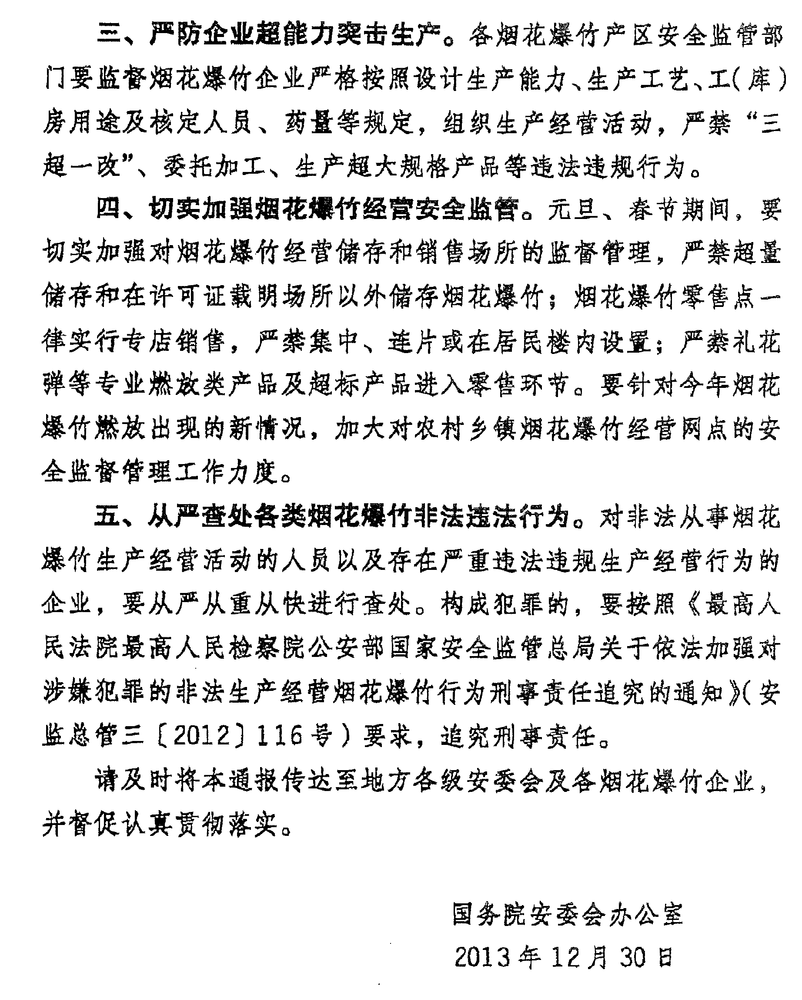 三、严防企业超能力突击生产。各烟花爆竹产区安全监管部
门要监督烟花爆竹企业严格按照设计生产能力、生产工艺、工(库)
房用途及核定人员、药量等规定，组织生产经营活动，严禁“三
超一改”、委托加工、生产超大规格产品等违法违规行为。
四、切实加强烟花爆竹经营安全监管。元旦、春节期间，要
切实加强对烟花爆竹经营储存和销售场所的监督管理，严禁超量
储存和在许可证载明场所以外储存烟花爆竹；烟花爆竹零售点一
律实行专店销售，严禁集中、连片或在居民楼内设置；严禁礼花
弹等专业燃放类产品及超标产品进入零售环节。要针对今年烟花
爆竹燃放出现的新情况，加大对农村乡镇烟花爆竹经营网点的安
全监督管理工作力度。
五、从严查处各类烟花爆竹非法违法行为。对非法从事烟花
爆竹生产经营活动的人员以及存在严重违法违规生产经营行为的
企业，要从严从重从快进行查处。构成犯罪的，要按照《最高人
民法院最高人民检察院公安部国家安全监管总局关于依法加强对
涉嫌犯罪的非法生产经营烟花爆竹行为刑事责任追究的通知》(安
监总管三〔2012〕116号)要求，追究刑事责任。
请及时将本通报传达至地方各级安委会及各烟花爆竹企业，
并督促认真贯彻落实。
国务院安委会办公室
2013年12月30日